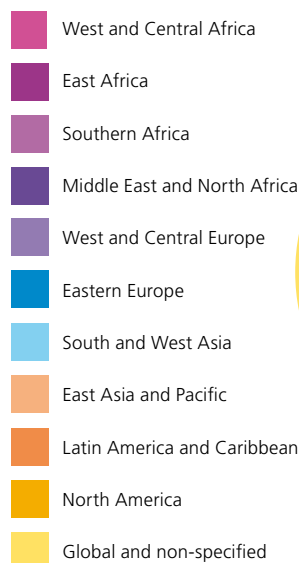 West and Central Africa
East Africa
Southern Africa
Middle East and North Africa
West and Central Europe
Eastern Europe
South and West Asia
East Asia and Pacific
Latin America and Caribbean
North America
Global and non-specified